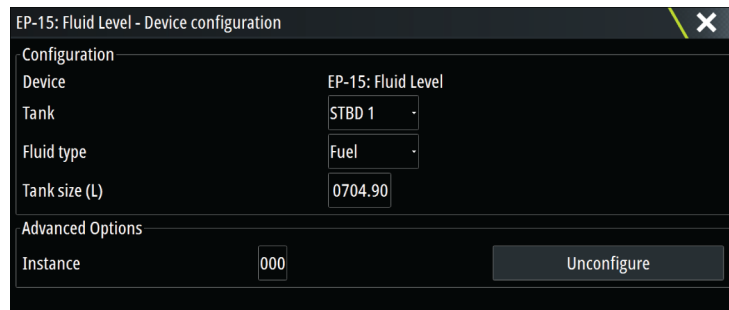 EP-15: Fluid Level - Device configuration
Configuration
Device EP-15: Fluid Level
Tank STBD 1
Fluid type Fuel
Tank size (L) 0704.90
Advanced Options
Instance 000 Unconfigure